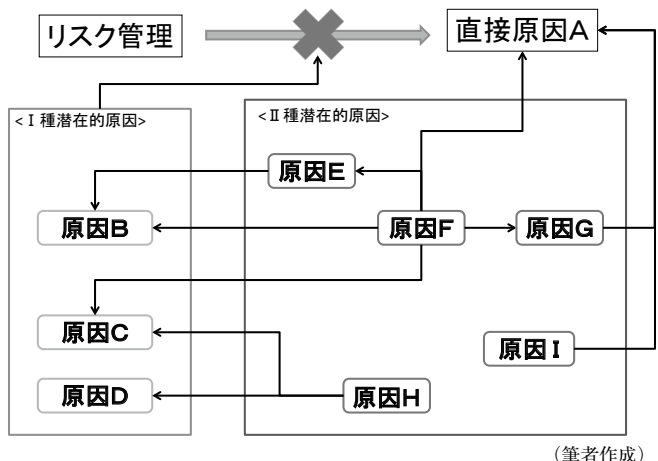 リスク管理
直接原因A
<Ⅰ種潜在的原因>
<Ⅱ種潜在的原因>
原因E
原因B
原因F
原因G
原因C
原因I
原因D
原因H
(筆者作成)